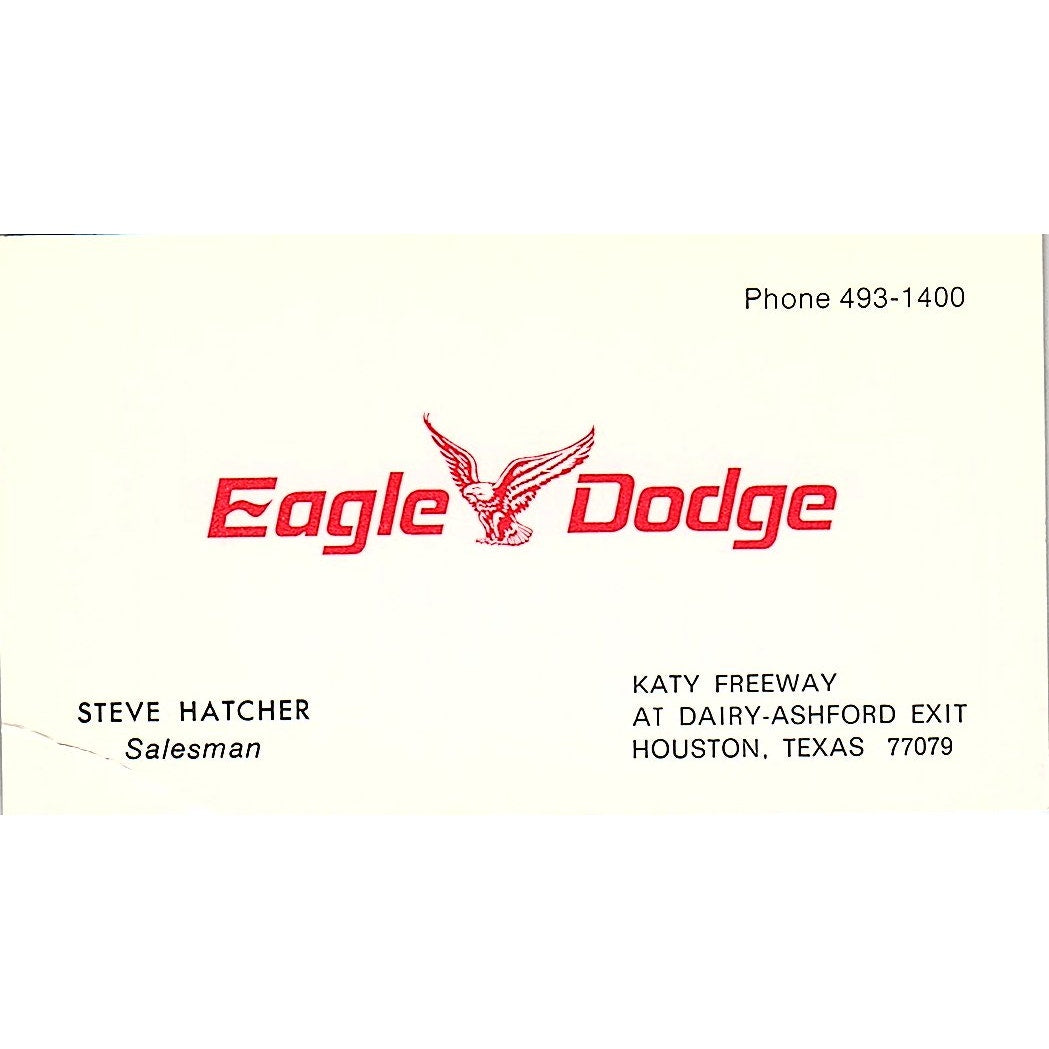 Phone 493-1400
Eagle Dodge
STEVE HATCHER
Salesman
KATY FREEWAY
AT DAIRY-ASHFORD EXIT
HOUSTON, TEXAS 77079